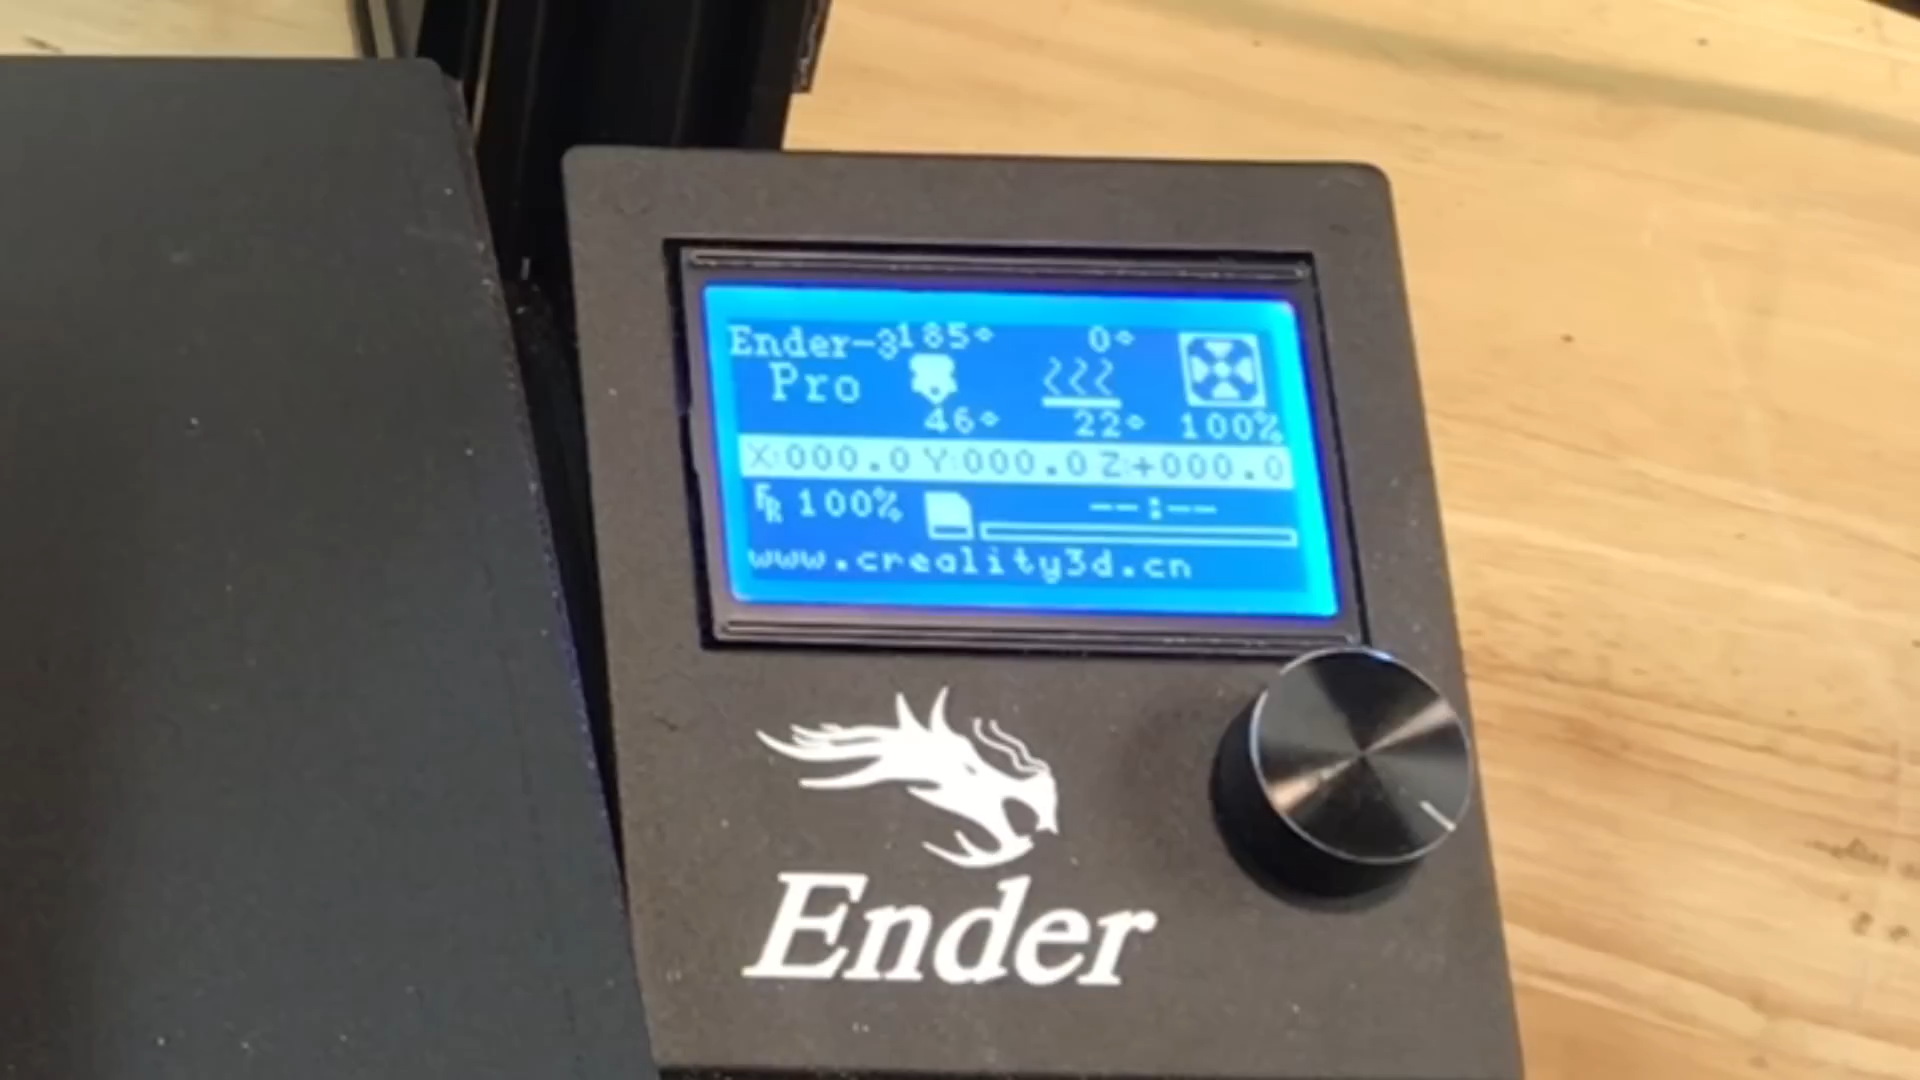 Ender-3 185° 0°
Pro
46° 22° 100%
X:000.0 Y:000.0 Z:+000.0
FR 100% --:--
www.creality3d.cn
Ender